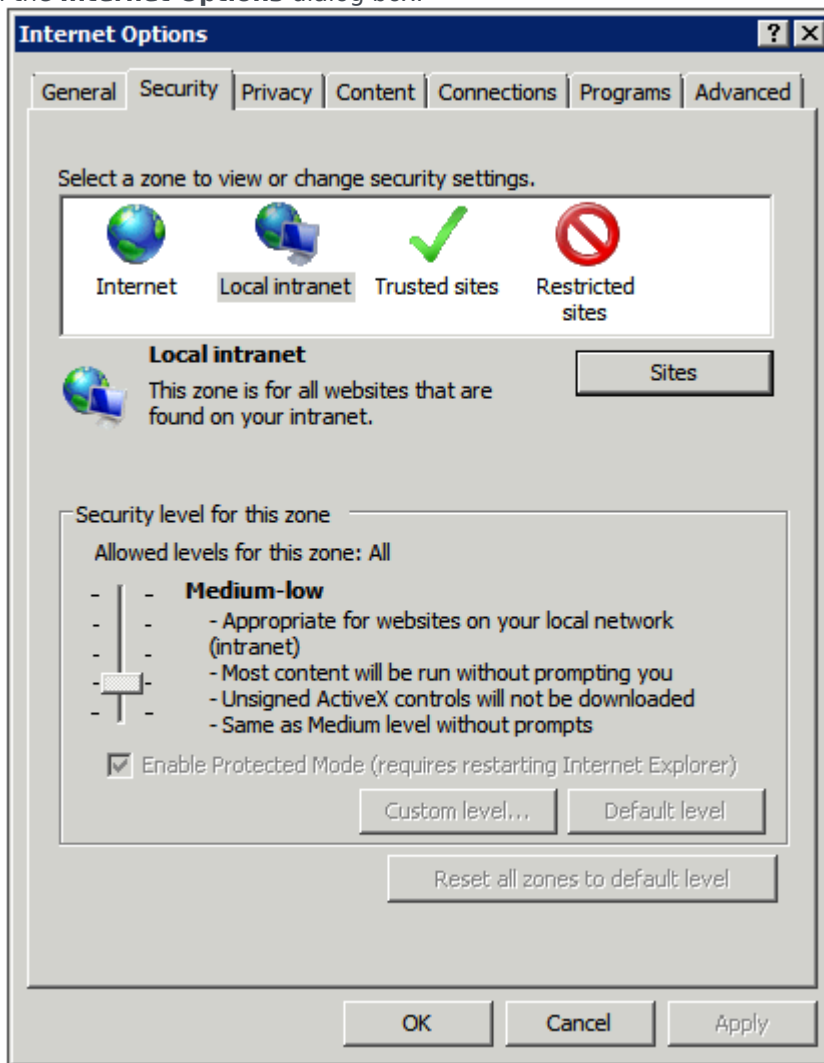 the Internet Options dialog box.
Internet Options
General Security Privacy Content Connections Programs Advanced
Select a zone to view or change security settings.
Internet Local intranet Trusted sites Restricted
sites
Local intranet
Sites
This zone is for all websites that are
found on your intranet.
Security level for this zone
Allowed levels for this zone: All
Medium-low
- Appropriate for websites on your local network
(intranet)
- Most content will be run without prompting you
- Unsigned ActiveX controls will not be downloaded
- Same as Medium level without prompts
Enable Protected Mode (requires restarting Internet Explorer)
Custom level... Default level
Reset all zones to default level
OK Cancel Apply